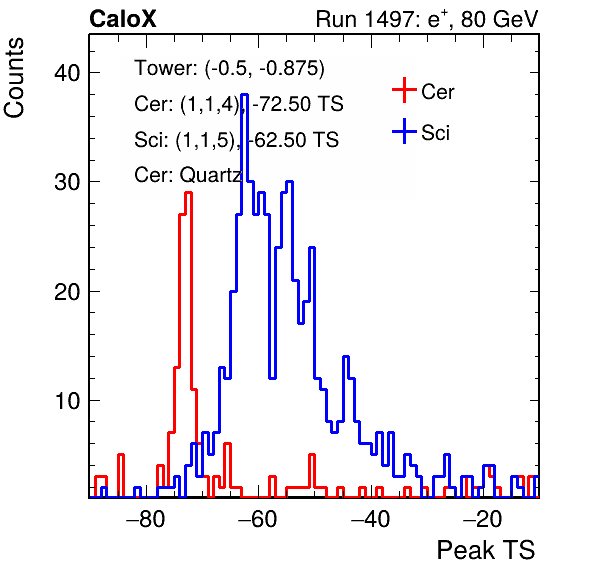 CaloX Run 1497: e⁺, 80 GeV
Counts
Tower: (-0.5, -0.875)
Cer: (1,1,4), -72.50 TS
Sci: (1,1,5), -62.50 TS
Cer: Quartz
Cer
Sci
40
30
20
10
−80 −60 −40 −20
Peak TS